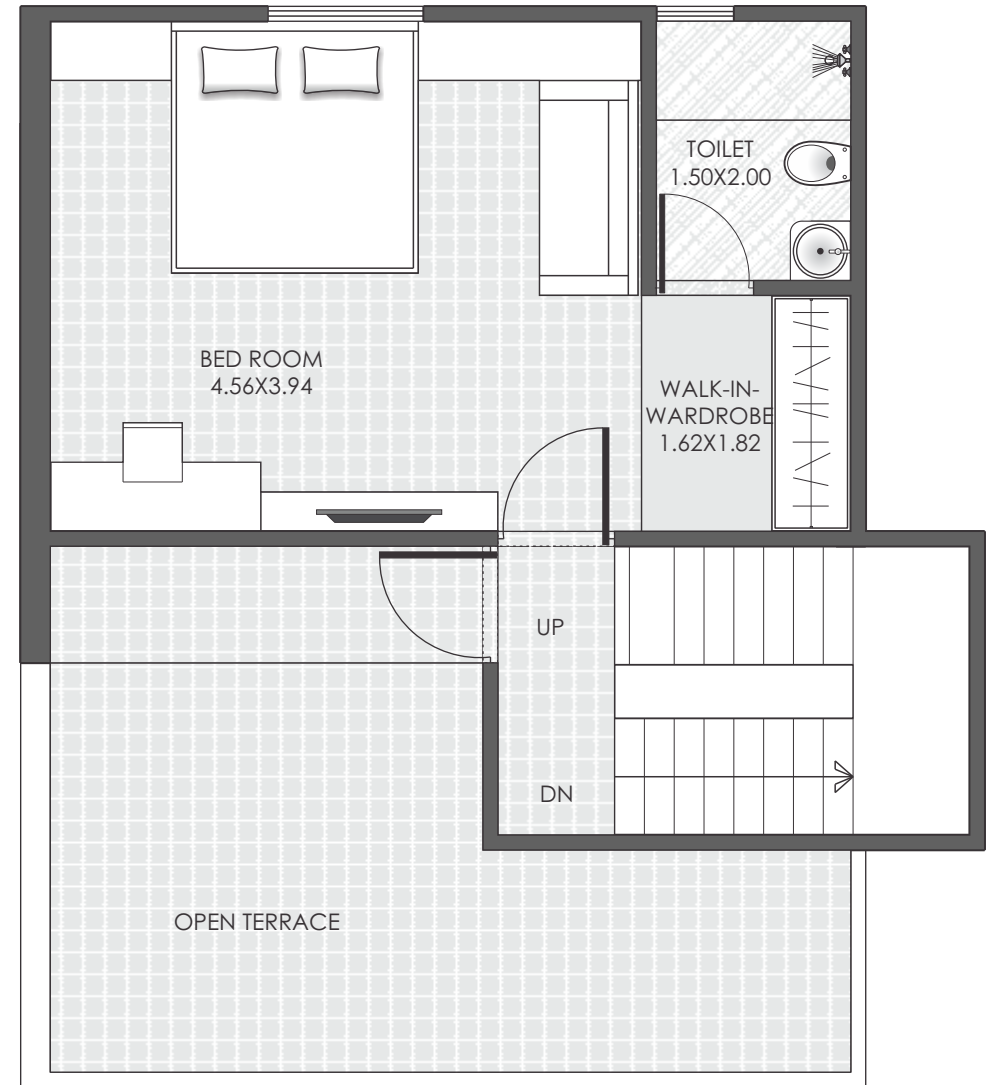 TOILET
1.50X2.00
BED ROOM
4.56X3.94
WALK-IN-
WARDROBE
1.62X1.82
UP
DN
OPEN TERRACE